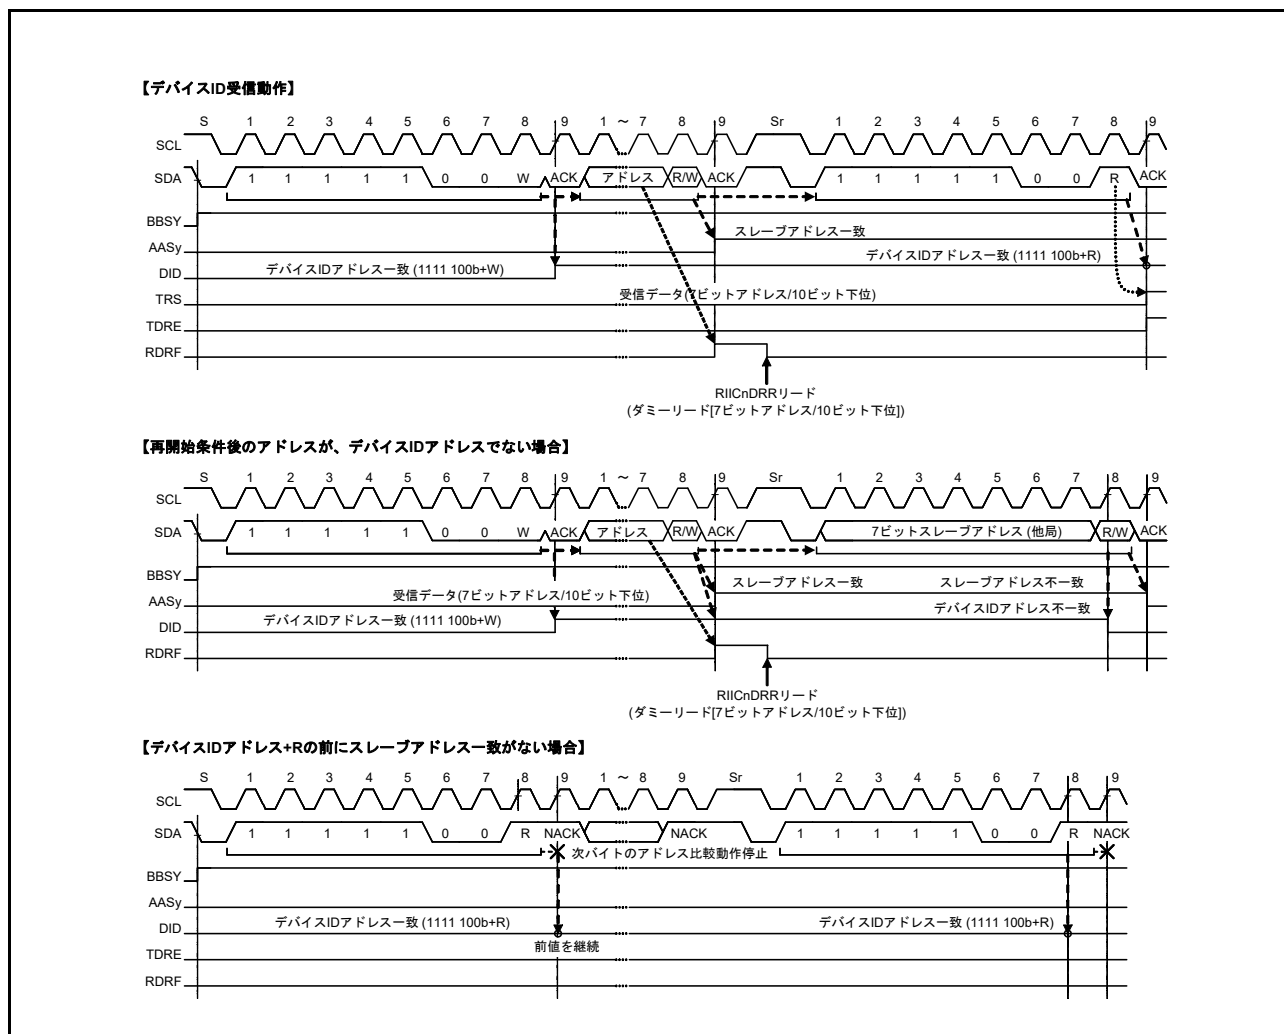 【デバイスID受信動作】
S 1 2 3 4 5 6 7 8 9 1 ～ 7 8 9 Sr 1 2 3 4 5 6 7 8 9
SCL
SDA 1 1 1 1 1 0 0 W ACK アドレス R/W ACK 1 1 1 1 1 0 0 R ACK
BBSY
スレーブアドレス一致
AASy
デバイスIDアドレス一致 (1111 100b+R)
DID デバイスIDアドレス一致 (1111 100b+W)
TRS 受信データ(7ビットアドレス/10ビット下位)
TDRE
RDRF
RIICnDRRリード
(ダミーリード[7ビットアドレス/10ビット下位])
【再開始条件後のアドレスが、デバイスIDアドレスでない場合】
S 1 2 3 4 5 6 7 8 9 1 ～ 7 8 9 Sr 1 2 3 4 5 6 7 8 9
SCL
SDA 1 1 1 1 1 0 0 W ACK アドレス R/W ACK 7ビットスレーブアドレス (他局) R/W ACK
BBSY
スレーブアドレス一致 スレーブアドレス不一致
AASy 受信データ(7ビットアドレス/10ビット下位)
デバイスIDアドレス不一致
DID デバイスIDアドレス一致 (1111 100b+W)
RDRF
RIICnDRRリード
(ダミーリード[7ビットアドレス/10ビット下位])
【デバイスIDアドレス+Rの前にスレーブアドレス一致がない場合】
S 1 2 3 4 5 6 7 8 9 1 ～ 8 9 Sr 1 2 3 4 5 6 7 8 9
SCL
SDA 1 1 1 1 1 0 0 R NACK NACK 1 1 1 1 1 0 0 R NACK
次バイトのアドレス比較動作停止
BBSY
AASy
DID デバイスIDアドレス一致 (1111 100b+R) デバイスIDアドレス一致 (1111 100b+R)
前値を継続
TDRE
RDRF